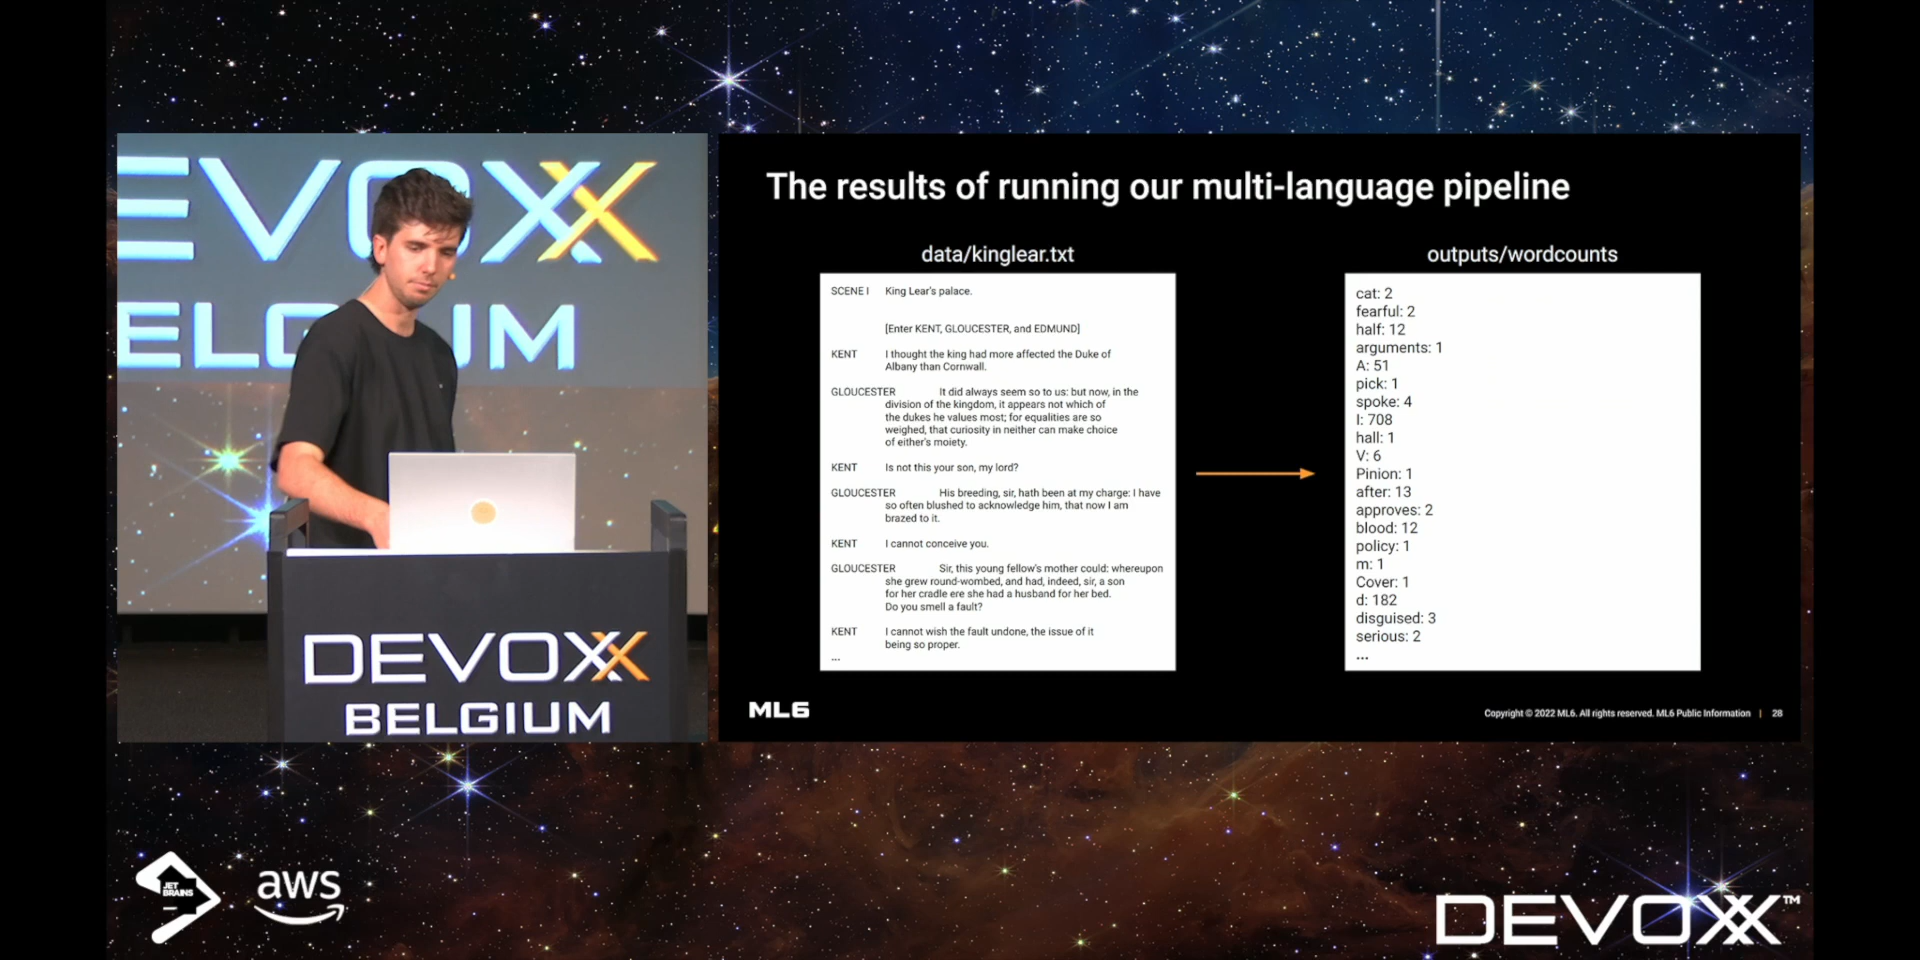 EVOXX
ELGIUM
DEVOXX
BELGIUM
The results of running our multi-language pipeline
data/kinglear.txt
SCENE I King Lear's palace.
[Enter KENT, GLOUCESTER, and EDMUND]
KENT I thought the king had more affected the Duke of
Albany than Cornwall.
GLOUCESTER It did always seem so to us: but now, in the
division of the kingdom, it appears not which of
the dukes he values most; for equalities are so
weighed, that curiosity in neither can make choice
of either's moiety.
KENT Is not this your son, my lord?
GLOUCESTER His breeding, sir, hath been at my charge: I have
so often blushed to acknowledge him, that now I am
brazed to it.
KENT I cannot conceive you.
GLOUCESTER Sir, this young fellow's mother could: whereupon
she grew round-wombed, and had, indeed, sir, a son
for her cradle ere she had a husband for her bed.
Do you smell a fault?
KENT I cannot wish the fault undone, the issue of it
being so proper.
...
outputs/wordcounts
cat: 2
fearful: 2
half: 12
arguments: 1
A: 51
pick: 1
spoke: 4
I: 708
hall: 1
V: 6
Pinion: 1
after: 13
approves: 2
blood: 12
policy: 1
m: 1
Cover: 1
d: 182
disguised: 3
serious: 2
...
ML6
Copyright © 2022 ML6. All rights reserved. ML6 Public Information | 28
JET
BRAINS
aws
DEVOXX™